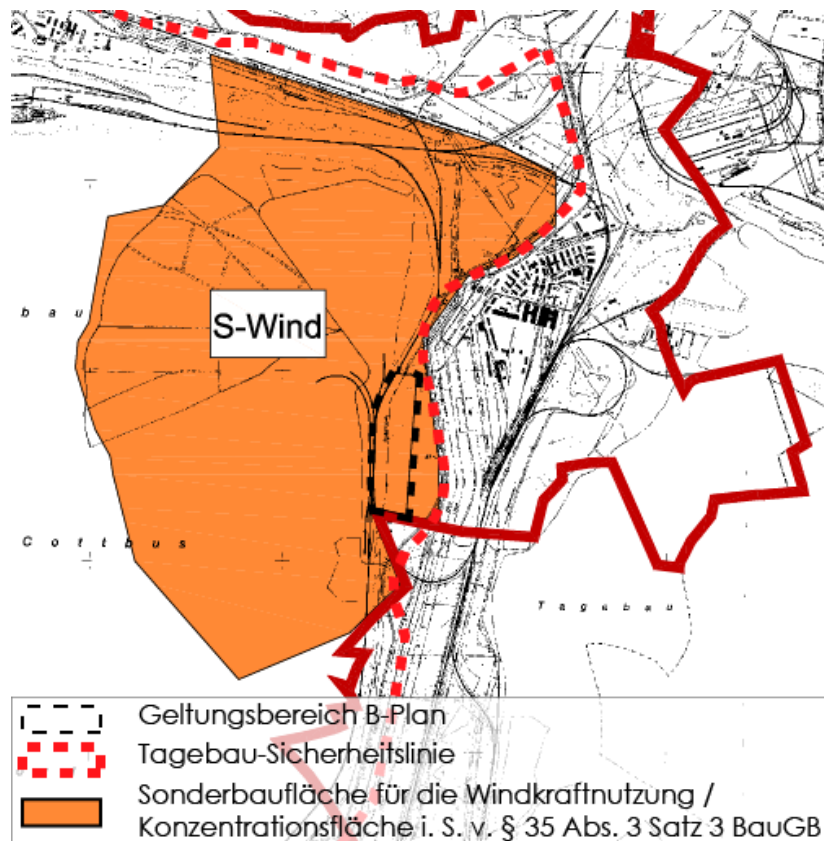 S-Wind
b a u
C o t t b u s
T a g e b a u
Geltungsbereich B-Plan
Tagebau-Sicherheitslinie
Sonderbaufläche für die Windkraftnutzung /
Konzentrationsfläche i. S. v. § 35 Abs. 3 Satz 3 BauGB